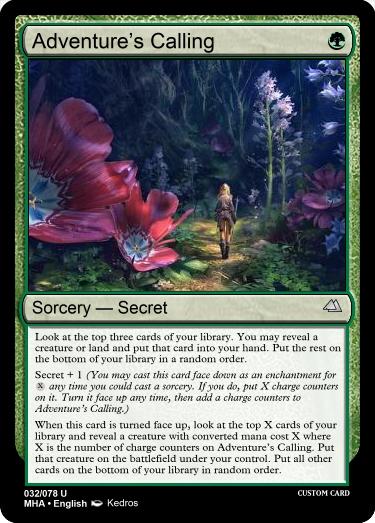 Adventure's Calling
Sorcery — Secret
Look at the top three cards of your library. You may reveal a
creature or land and put that card into your hand. Put the rest on
the bottom of your library in a random order.
Secret + 1 (You may cast this card face down as an enchantment for
X any time you could cast a sorcery. If you do, put X charge counters
on it. Turn it face up any time, then add a charge counters to
Adventure's Calling.)
When this card is turned face up, look at the top X cards of your
library and reveal a creature with converted mana cost X where
X is the number of charge counters on Adventure's Calling. Put
that creature on the battlefield under your control. Put all other
cards on the bottom of your library in random order.
032/078 U
CUSTOM CARD
MHA • English Kedros